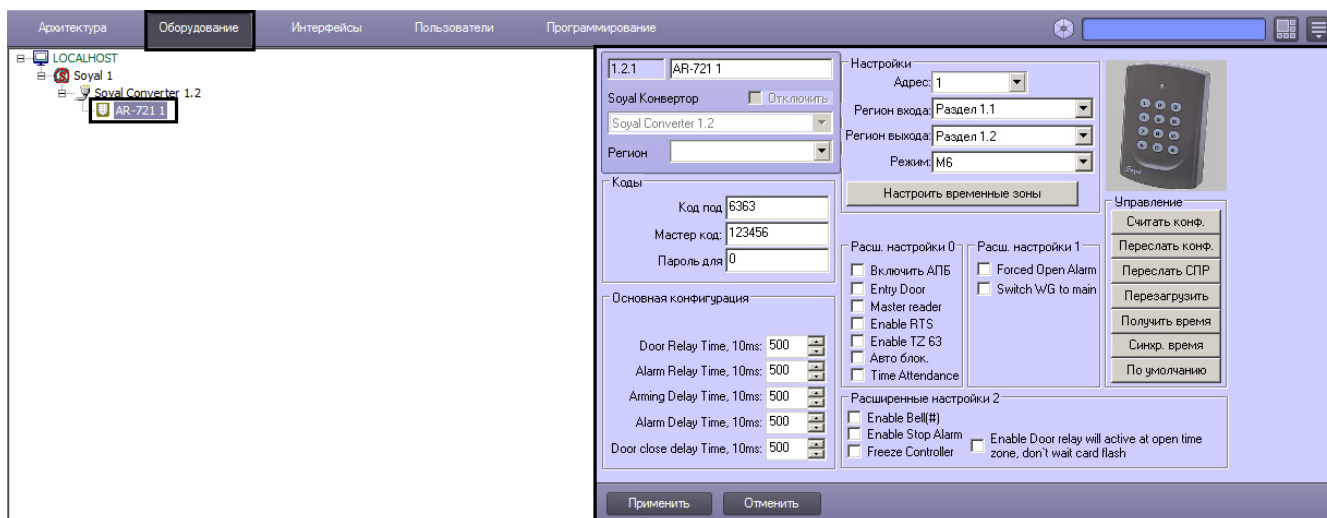 Архитектура Оборудование Интерфейсы Пользователи Программирование
LOCALHOST
Soyal 1
Soyal Converter 1.2
AR-721 1
1.2.1 AR-721 1
Soyal Конвертор Отключить
Soyal Converter 1.2
Регион
Коды
Код под 6363
Мастер код: 123456
Пароль для 0
Основная конфигурация
Door Relay Time, 10ms: 500
Alarm Relay Time, 10ms: 500
Arming Delay Time, 10ms: 500
Alarm Delay Time, 10ms: 500
Door close delay Time, 10ms: 500
Настройки
Адрес: 1
Регион входа: Раздел 1.1
Регион выхода: Раздел 1.2
Режим: M6
Настроить временные зоны
Расш. настройки 0
Включить АПБ
Entry Door
Master reader
Enable RTS
Enable TZ 63
Авто блок.
Time Attendance
Расш. настройки 1
Forced Open Alarm
Switch WG to main
Soyal
Управление
Считать конф.
Переслать конф.
Переслать СПР
Перезагрузить
Получить время
Синхр. время
По умолчанию
Расширенные настройки 2
Enable Bell(#)
Enable Stop Alarm
Freeze Controller
Enable Door relay will active at open time
zone, don`t wait card flash
Применить Отменить